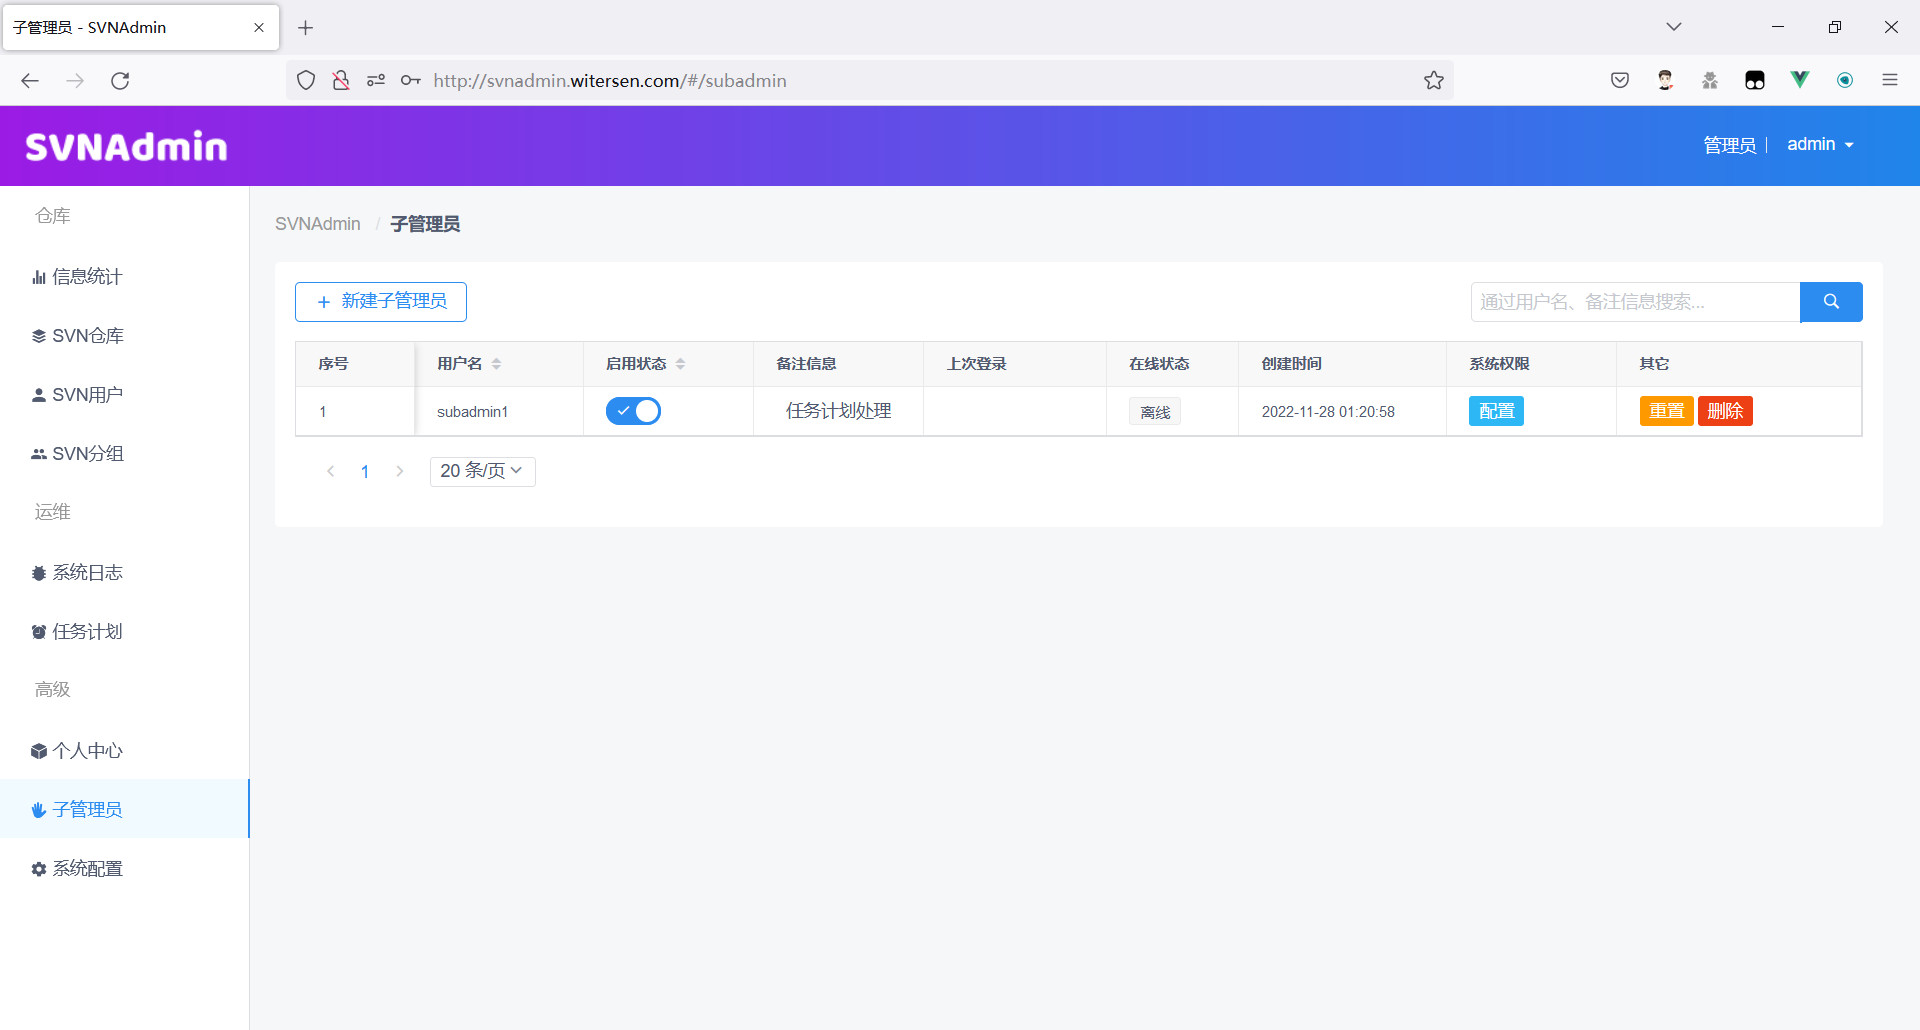 子管理员 - SVNAdmin
http://svnadmin.witersen.com/#/subadmin
SVNAdmin
管理员 | admin
仓库
信息统计
SVN仓库
SVN用户
SVN分组
运维
系统日志
任务计划
高级
个人中心
子管理员
系统配置
SVNAdmin / 子管理员
+ 新建子管理员
通过用户名、备注信息搜索...
序号 用户名 启用状态 备注信息 上次登录 在线状态 创建时间 系统权限 其它
1 subadmin1 任务计划处理 离线 2022-11-28 01:20:58 配置 重置 删除
1 20 条/页